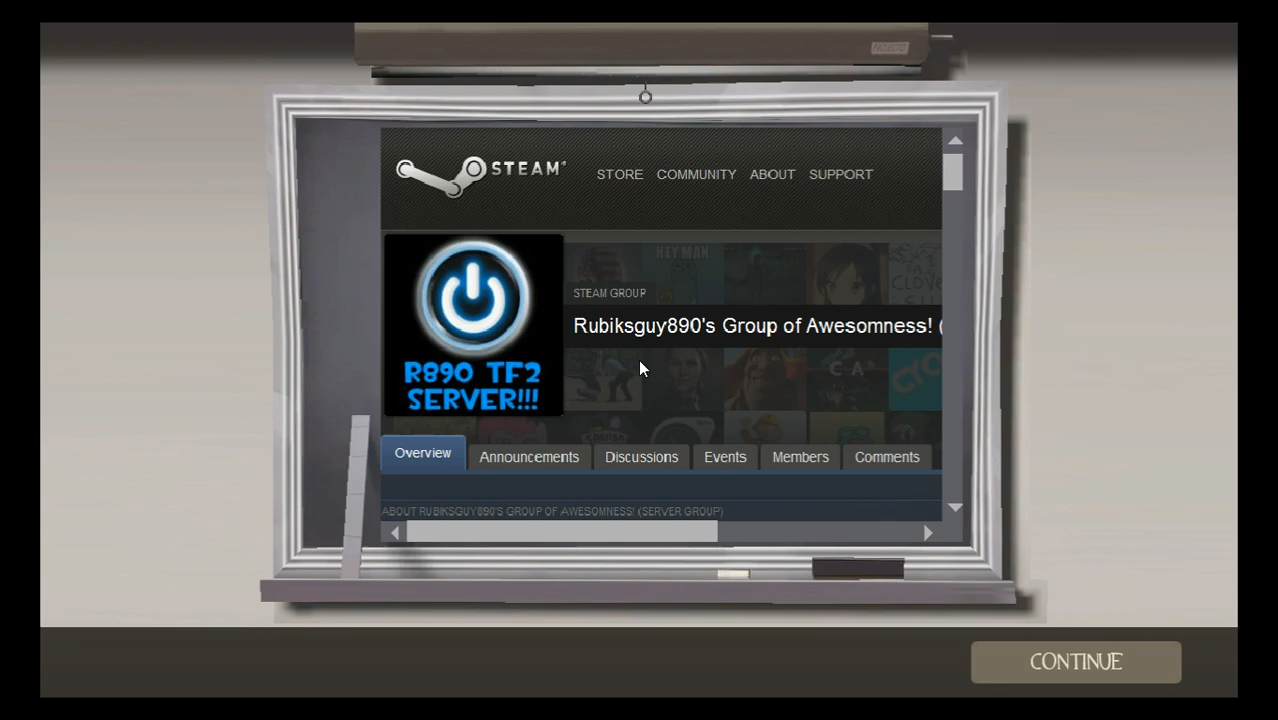 STEAM®
STORE COMMUNITY ABOUT SUPPORT
HEY MAN
STEAM GROUP
Rubiksguy890's Group of Awesomness! (
R890 TF2
SERVER!!!
Overview Announcements Discussions Events Members Comments
ABOUT RUBIKSGUY890'S GROUP OF AWESOMNESS! (SERVER GROUP)
CONTINUE